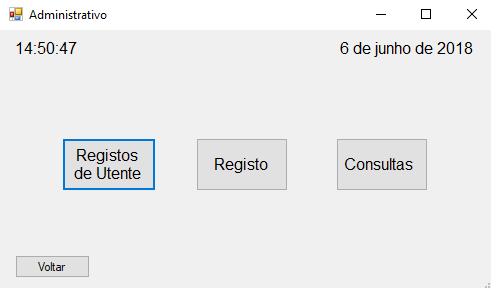 Administrativo
14:50:47
6 de junho de 2018
Registos
de Utente
Registo
Consultas
Voltar